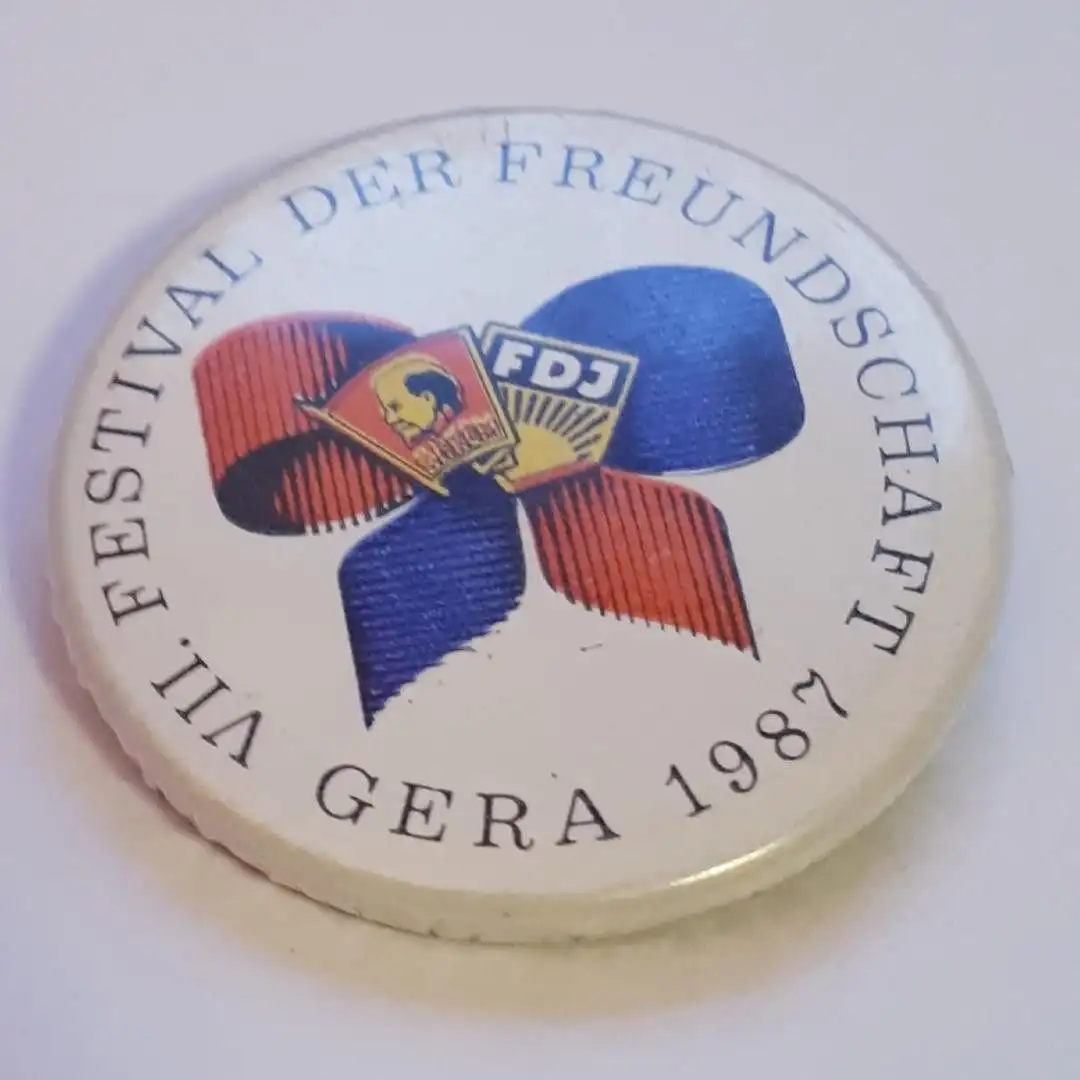 VII. FESTIVAL DER FREUNDSCHAFT
GERA 1987
FDJ